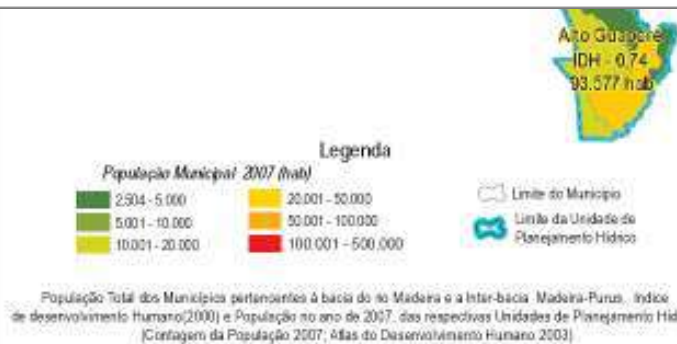 Alto Guaporé
IDH - 0,74
93.577 hab
Legenda
População Municipal 2007 (hab)
2.504 - 5.000
5.001 - 10.000
10.001 - 20.000
20.001 - 50.000
50.001 - 100.000
100.001 - 500.000
Limite do Município
Limite da Unidade de
Planejamento Hídrico
População Total dos Municípios pertencentes à bacia do rio Madeira e a Inter-bacia Madeira-Purus, Indice
de desenvolvimento Humano(2000) e População no ano de 2007, das respectivas Unidades de Planejamento Hid
(Contagem da População 2007; Atlas do Desenvolvimento Humano 2003)